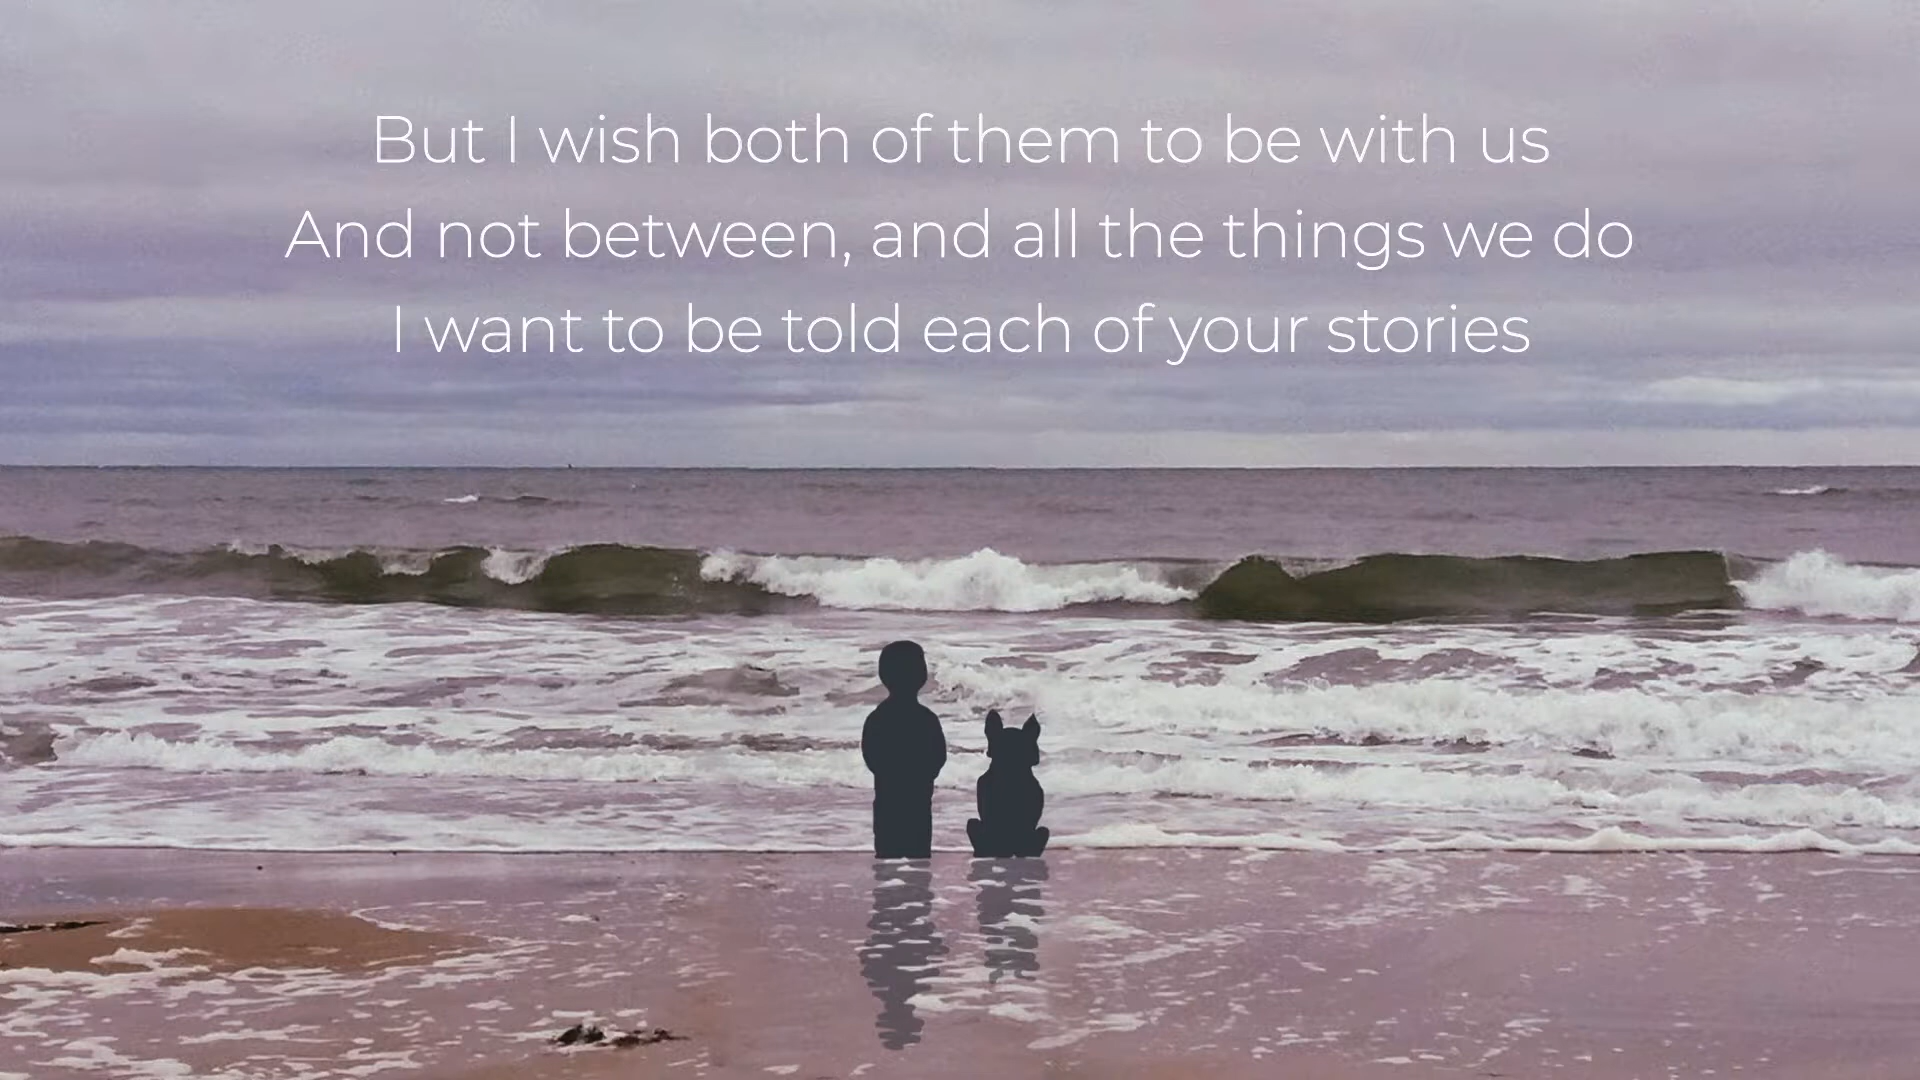 But I wish both of them to be with us
And not between, and all the things we do
I want to be told each of your stories